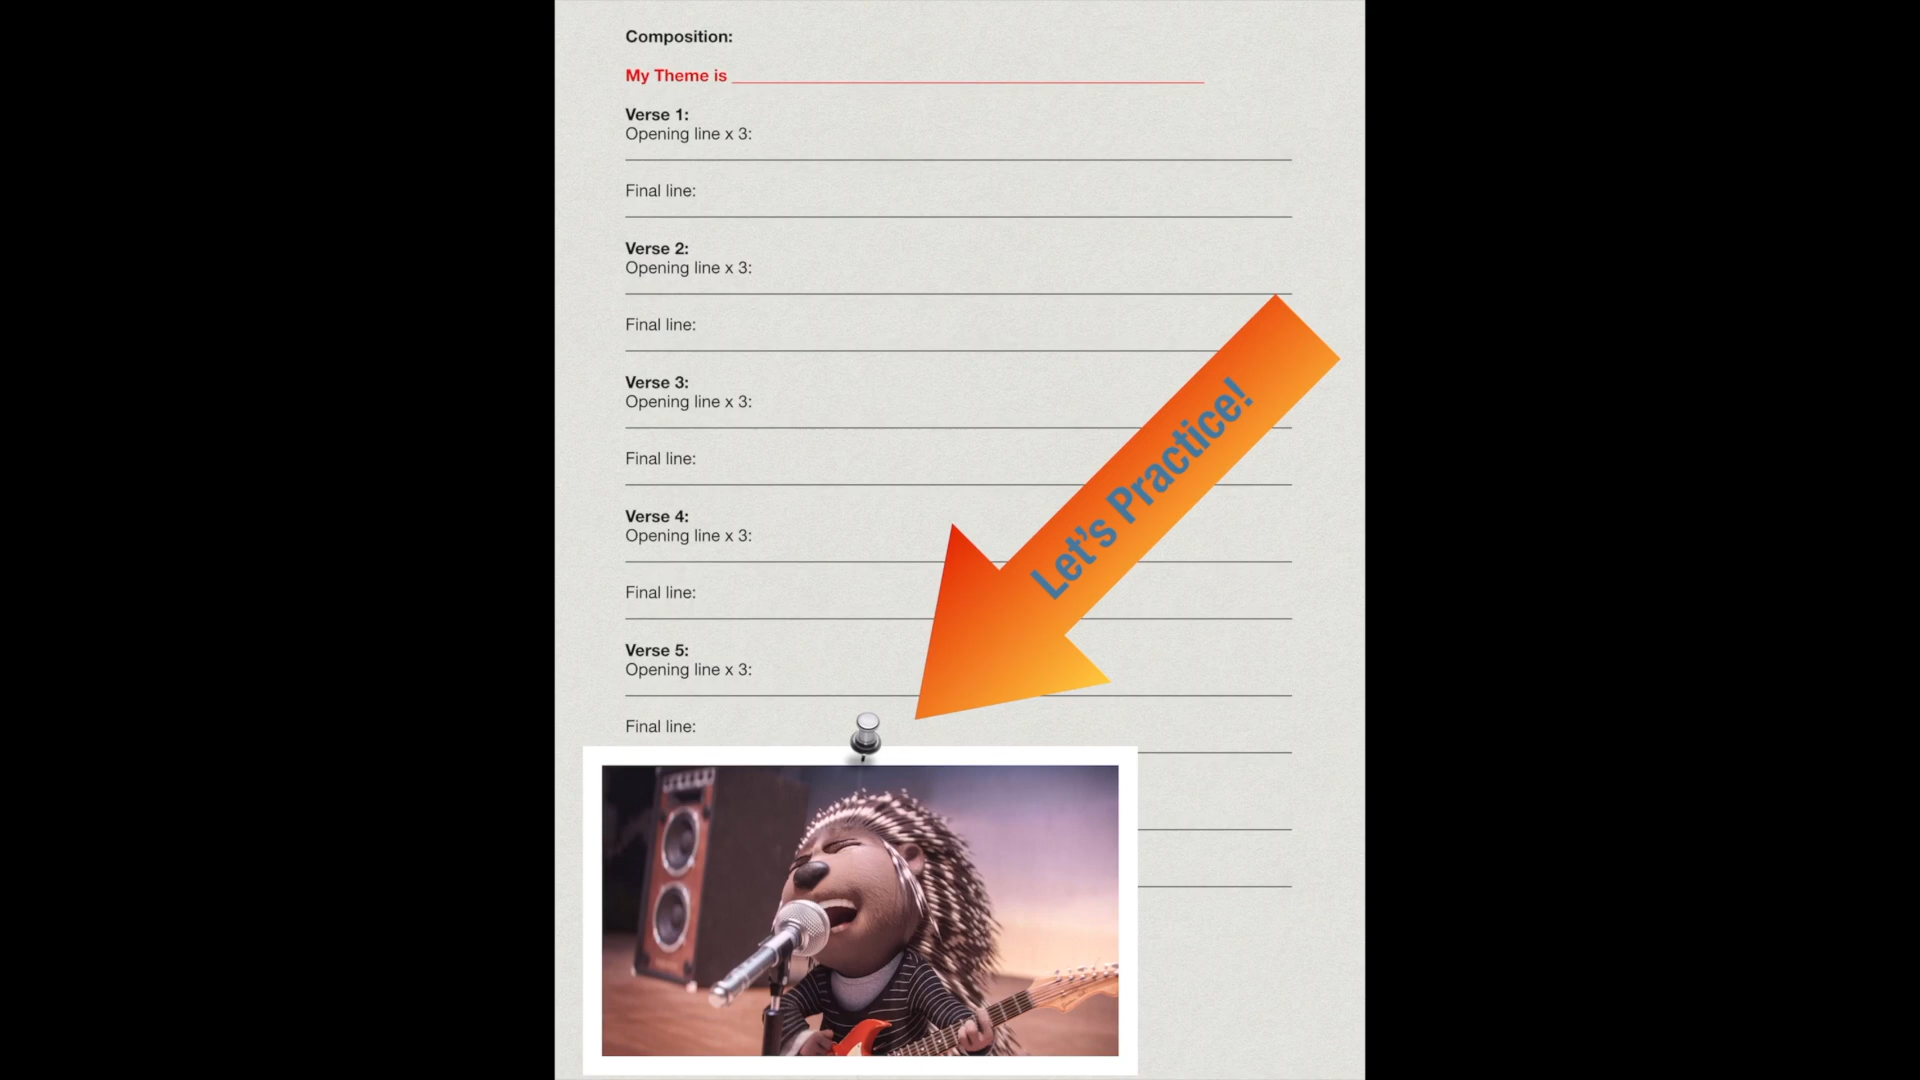 Composition:
My Theme is
Verse 1:
Opening line x 3:
Final line:
Verse 2:
Opening line x 3:
Final line:
Verse 3:
Opening line x 3:
Final line:
Verse 4:
Opening line x 3:
Final line:
Verse 5:
Opening line x 3:
Final line:
Let's Practice!